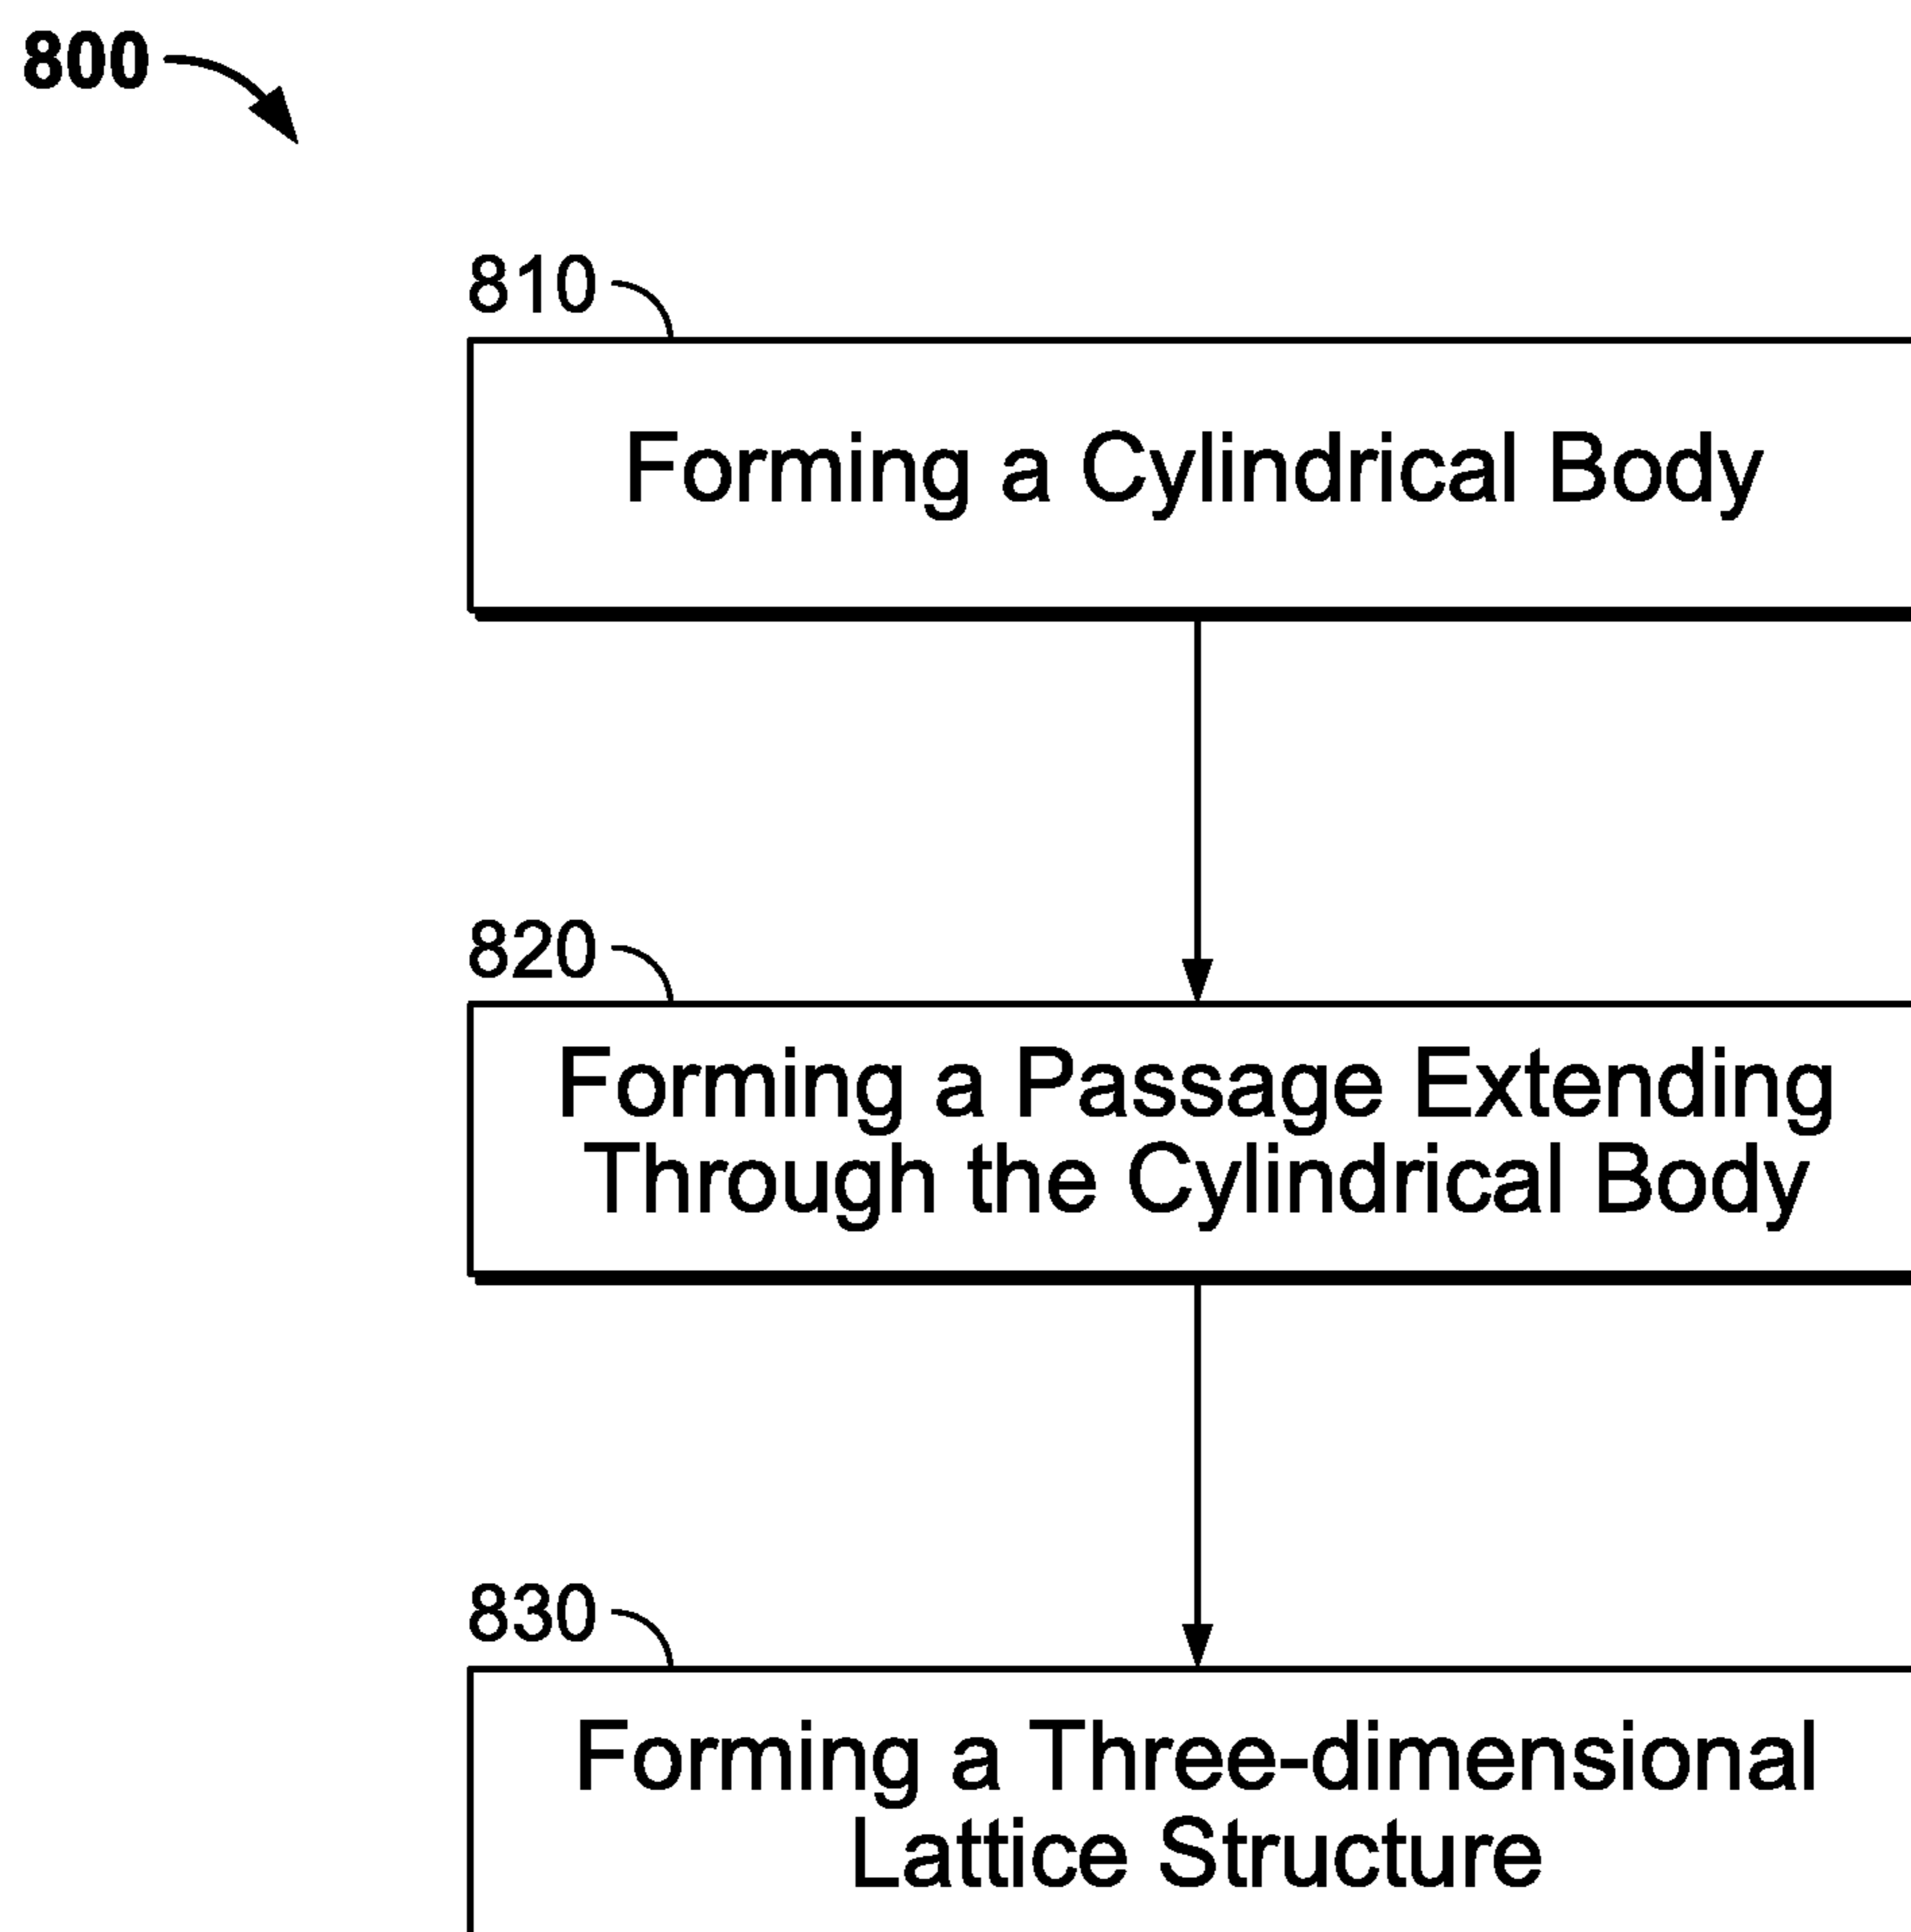 800
810
Forming a Cylindrical Body
820
Forming a Passage Extending
Through the Cylindrical Body
830
Forming a Three-dimensional
Lattice Structure